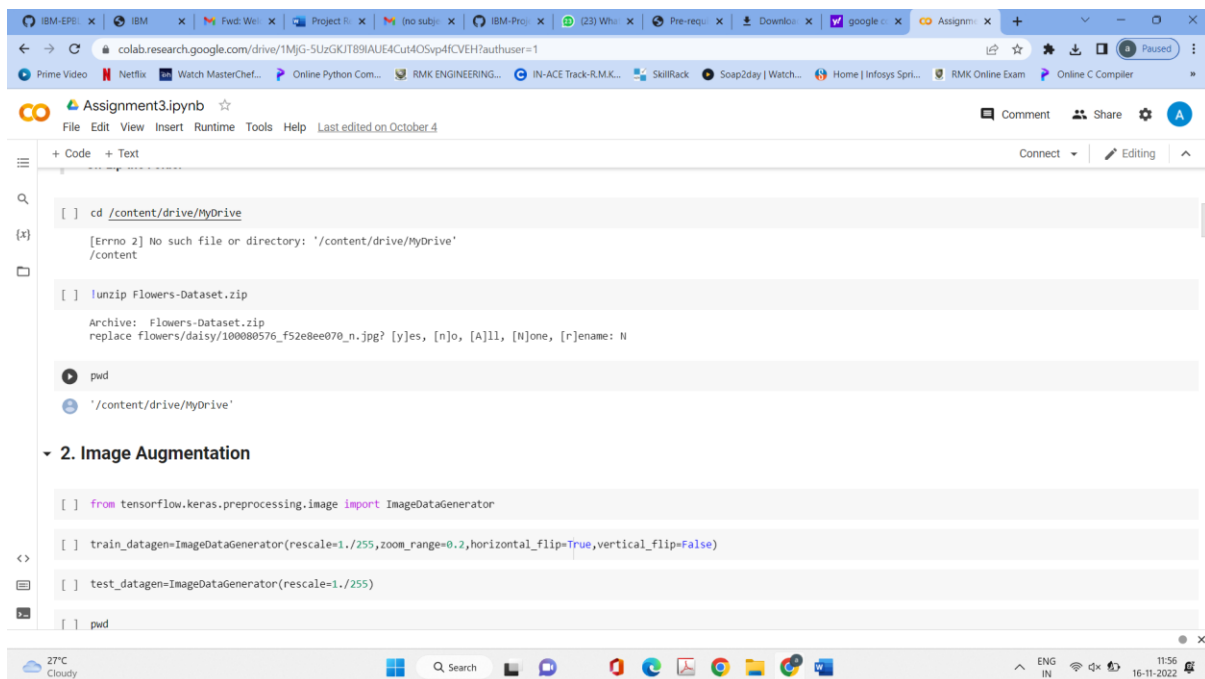 IBM-EPBL
IBM
Fwd: Wel
Project R
(no subje
IBM-Proj
(23) What
Pre-requi
Downloa
google c
Assignme
colab.research.google.com/drive/1MjG-5UzGKJT89IAUE4Cut4OSvp4fCVEH?authuser=1
a Paused
Prime Video Netflix Watch MasterChef... Online Python Com... RMK ENGINEERING... IN-ACE Track-R.M.K... SkillRack Soap2day | Watch... Home | Infosys Spri... RMK Online Exam Online C Compiler »
CO Assignment3.ipynb
Comment Share A
File Edit View Insert Runtime Tools Help Last edited on October 4
+ Code + Text Connect Editing
[ ] cd /content/drive/MyDrive
[Errno 2] No such file or directory: '/content/drive/MyDrive'
/content
[ ] !unzip Flowers-Dataset.zip
Archive: Flowers-Dataset.zip
replace flowers/daisy/100080576_f52e8ee070_n.jpg? [y]es, [n]o, [A]ll, [N]one, [r]ename: N
pwd
'/content/drive/MyDrive'
2. Image Augmentation
[ ] from tensorflow.keras.preprocessing.image import ImageDataGenerator
[ ] train_datagen=ImageDataGenerator(rescale=1./255,zoom_range=0.2,horizontal_flip=True,vertical_flip=False)
[ ] test_datagen=ImageDataGenerator(rescale=1./255)
[ ] pwd
27°C
Cloudy
Search
ENG
IN
11:56
16-11-2022